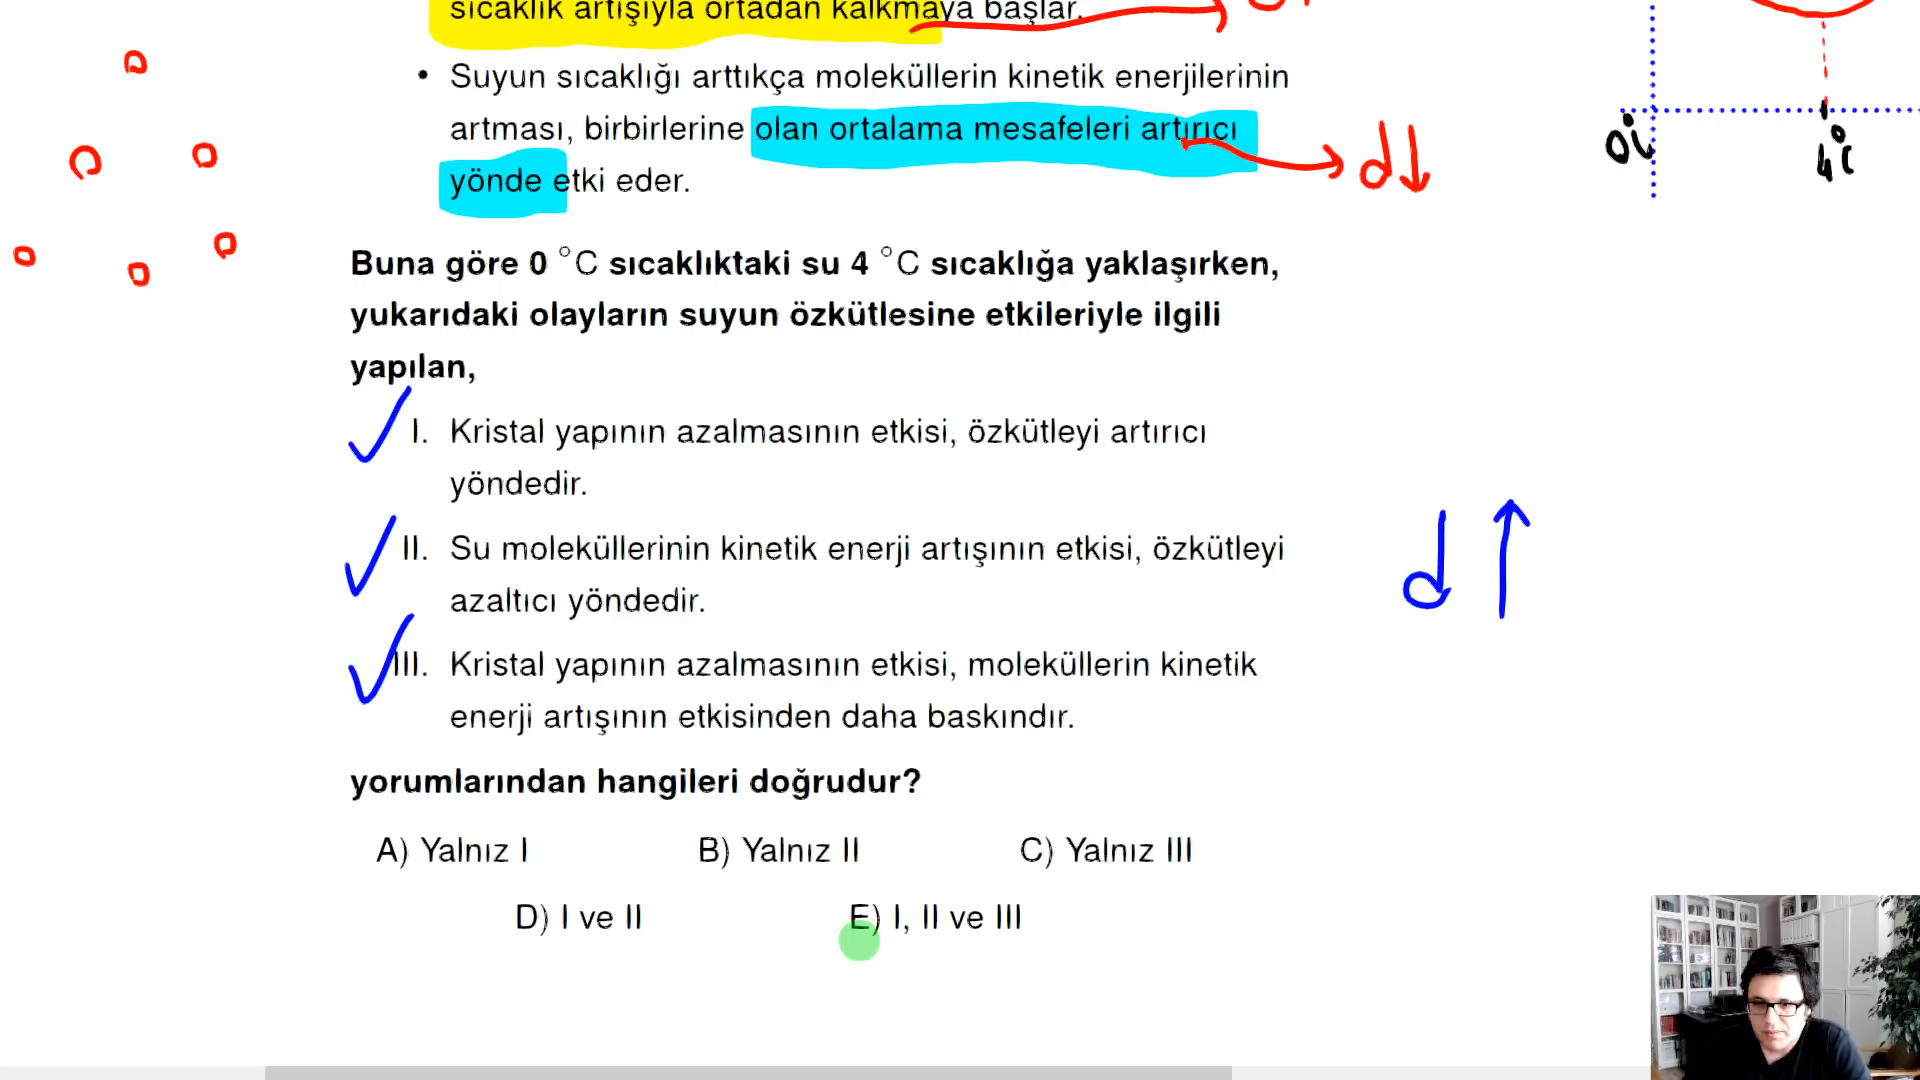 sıcaklık artışıyla ortadan kalkmaya başlar.
• Suyun sıcaklığı arttıkça moleküllerin kinetik enerjilerinin
artması, birbirlerine olan ortalama mesafeleri artırıcı
yönde etki eder.
d↓
0°C
4°C
Buna göre 0 °C sıcaklıktaki su 4 °C sıcaklığa yaklaşırken,
yukarıdaki olayların suyun özkütlesine etkileriyle ilgili
yapılan,
I. Kristal yapının azalmasının etkisi, özkütleyi artırıcı
yöndedir.
II. Su moleküllerinin kinetik enerji artışının etkisi, özkütleyi
azaltıcı yöndedir.
d↑
III. Kristal yapının azalmasının etkisi, moleküllerin kinetik
enerji artışının etkisinden daha baskındır.
yorumlarından hangileri doğrudur?
A) Yalnız I B) Yalnız II C) Yalnız III
D) I ve II E) I, II ve III